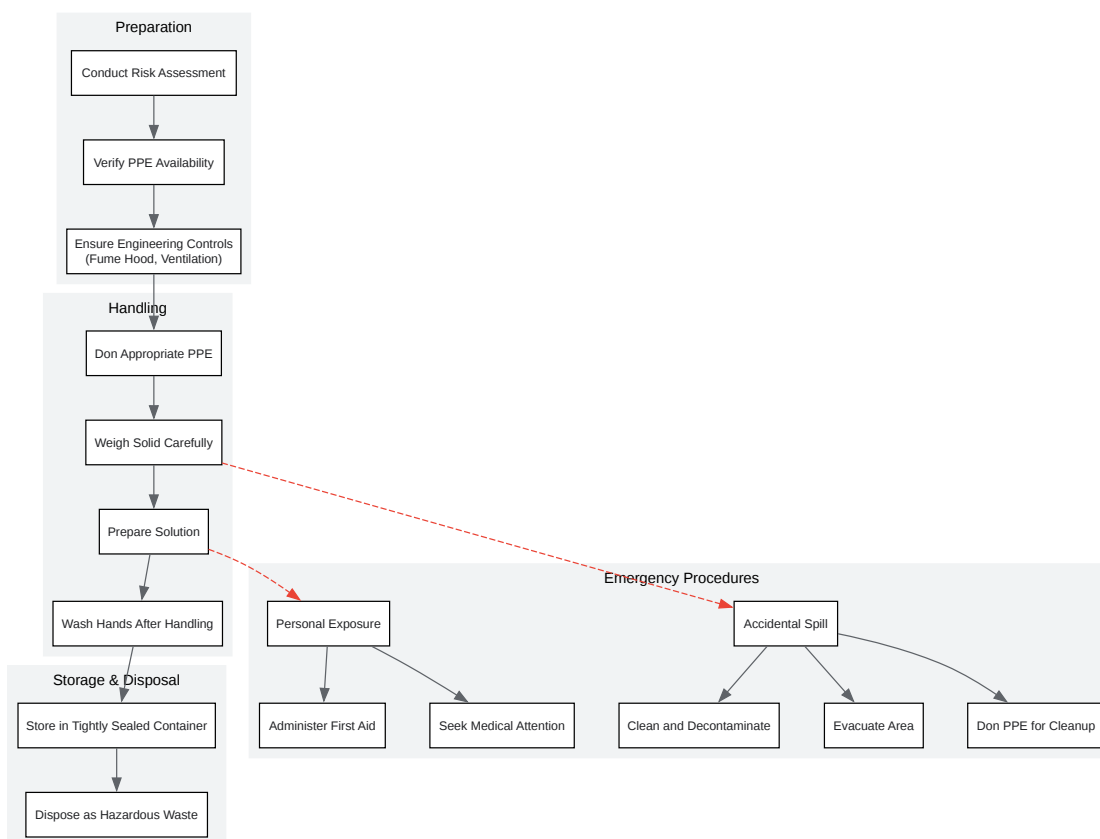 Preparation
Conduct Risk Assessment
Verify PPE Availability
Ensure Engineering Controls
(Fume Hood, Ventilation)
Handling
Don Appropriate PPE
Weigh Solid Carefully
Prepare Solution
Wash Hands After Handling
Emergency Procedures
Personal Exposure
Accidental Spill
Administer First Aid
Seek Medical Attention
Clean and Decontaminate
Evacuate Area
Don PPE for Cleanup
Storage & Disposal
Store in Tightly Sealed Container
Dispose as Hazardous Waste